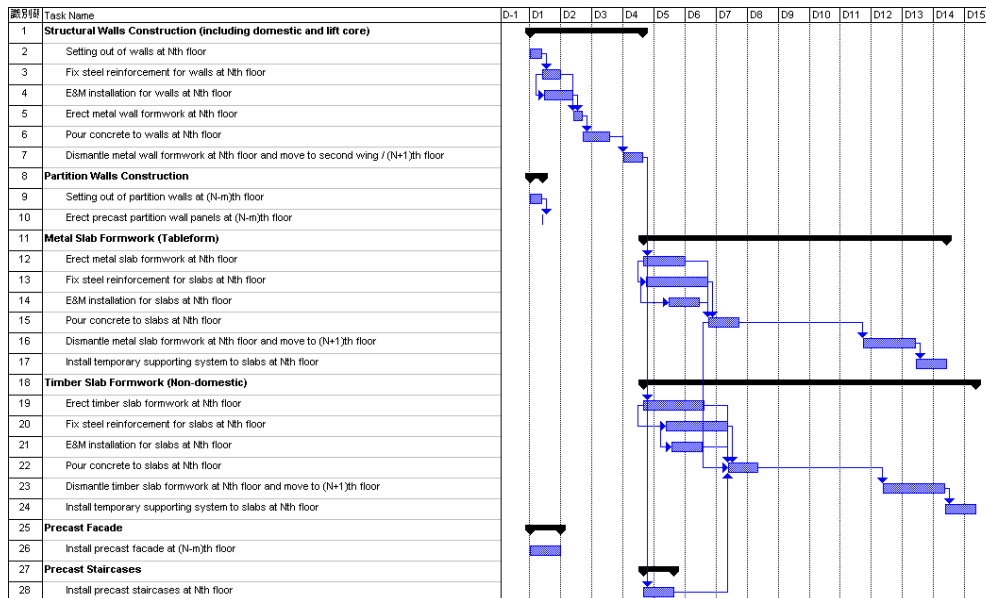 識別碼 Task Name D-1 D1 D2 D3 D4 D5 D6 D7 D8 D9 D10 D11 D12 D13 D14 D15
1 Structural Walls Construction (including domestic and lift core)
2 Setting out of walls at Nth floor
3 Fix steel reinforcement for walls at Nth floor
4 E&M installation for walls at Nth floor
5 Erect metal wall formwork at Nth floor
6 Pour concrete to walls at Nth floor
7 Dismantle metal wall formwork at Nth floor and move to second wing / (N+1)th floor
8 Partition Walls Construction
9 Setting out of partition walls at (N-m)th floor
10 Erect precast partition wall panels at (N-m)th floor
11 Metal Slab Formwork (Tableform)
12 Erect metal slab formwork at Nth floor
13 Fix steel reinforcement for slabs at Nth floor
14 E&M installation for slabs at Nth floor
15 Pour concrete to slabs at Nth floor
16 Dismantle metal slab formwork at Nth floor and move to (N+1)th floor
17 Install temporary supporting system to slabs at Nth floor
18 Timber Slab Formwork (Non-domestic)
19 Erect timber slab formwork at Nth floor
20 Fix steel reinforcement for slabs at Nth floor
21 E&M installation for slabs at Nth floor
22 Pour concrete to slabs at Nth floor
23 Dismantle timber slab formwork at Nth floor and move to (N+1)th floor
24 Install temporary supporting system to slabs at Nth floor
25 Precast Facade
26 Install precast facade at (N-m)th floor
27 Precast Staircases
28 Install precast staircases at Nth floor